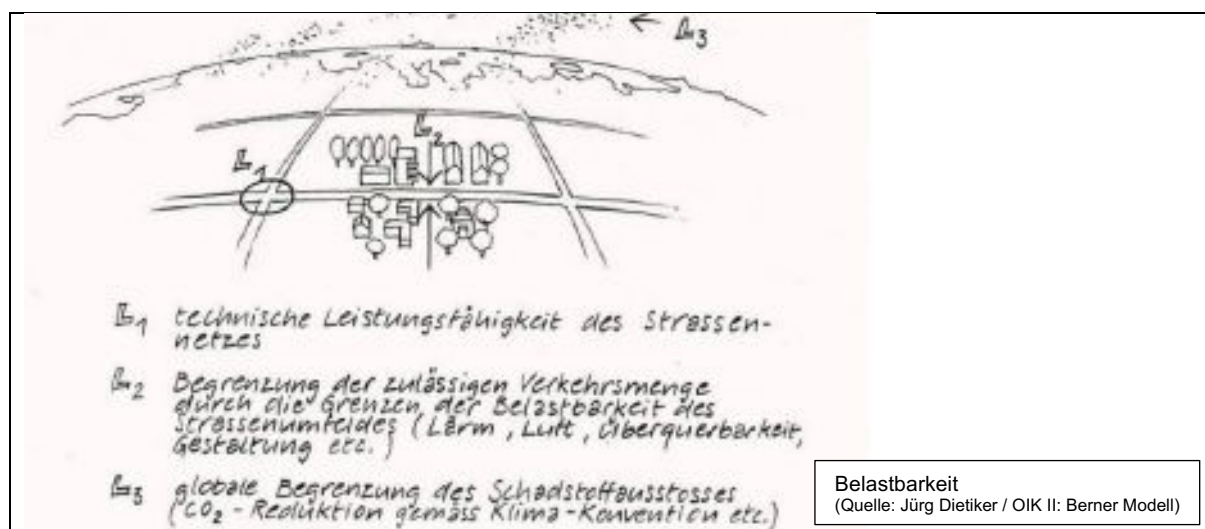 ← B3
B2
B1
B1 technische Leistungsfähigkeit des Strassen-
netzes
B2 Begrenzung der zulässigen Verkehrsmenge
durch die Grenzen der Belastbarkeit des
Strassenumfeldes (Lärm, Luft, Überquerbarkeit,
Gestaltung etc.)
B3 globale Begrenzung des Schadstoffausstosses
(CO2-Reduktion gemäss Klima-Konvention etc.)
Belastbarkeit
(Quelle: Jürg Dietiker / OIK II: Berner Modell)